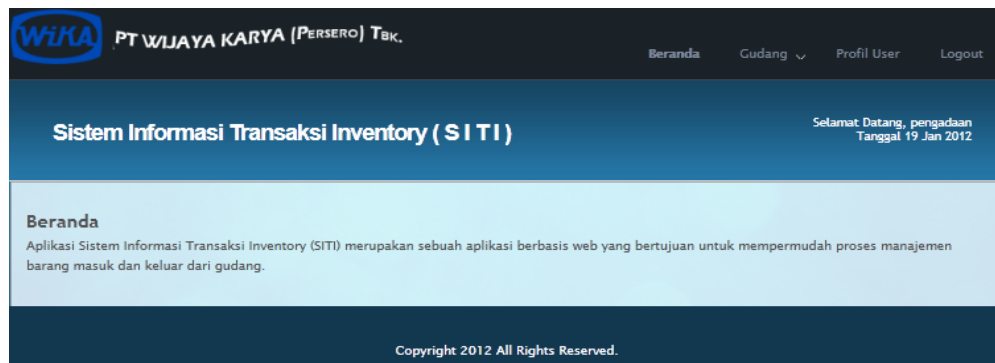 WiKA PT WIJAYA KARYA (PERSERO) TBK.
Beranda Gudang Profil User Logout
Sistem Informasi Transaksi Inventory ( S I T I )
Selamat Datang, pengadaan
Tanggal 19 Jan 2012
Beranda
Aplikasi Sistem Informasi Transaksi Inventory (SITI) merupakan sebuah aplikasi berbasis web yang bertujuan untuk mempermudah proses manajemen
barang masuk dan keluar dari gudang.
Copyright 2012 All Rights Reserved.